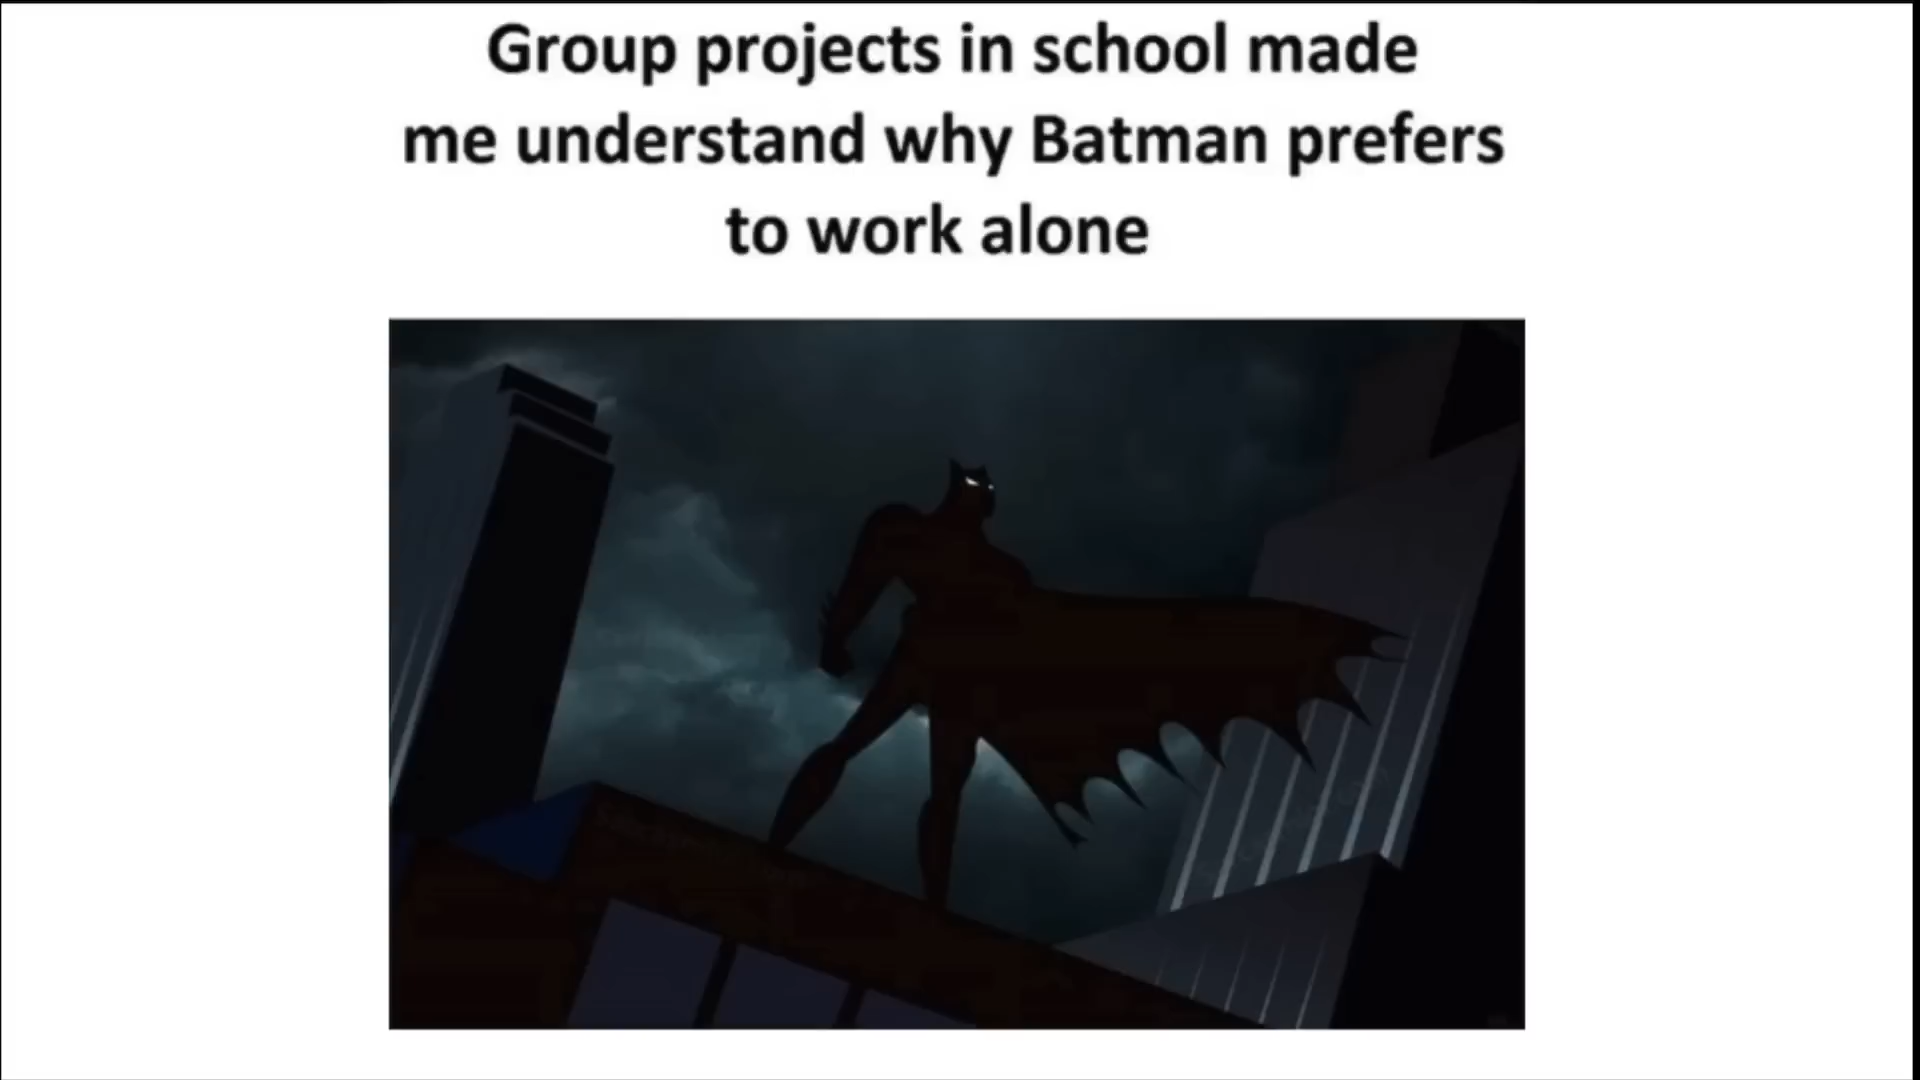 Group projects in school made
me understand why Batman prefers
to work alone